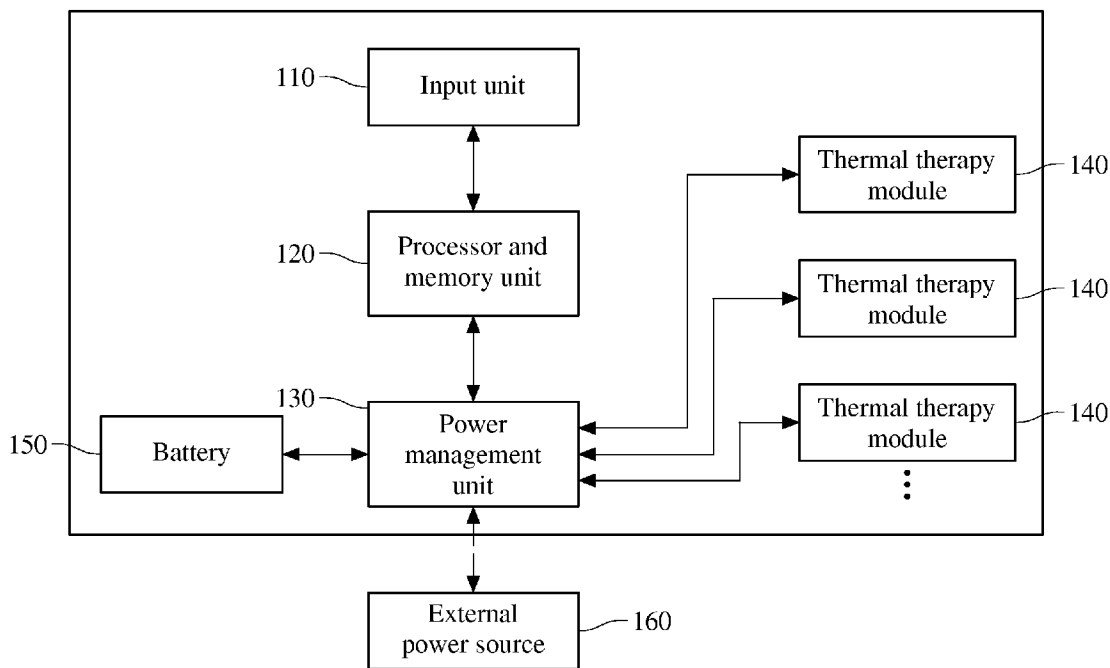 110
Input unit
120
Processor and
memory unit
130
Power
management
unit
150
Battery
Thermal therapy
module
140
Thermal therapy
module
140
Thermal therapy
module
140
External
power source
160